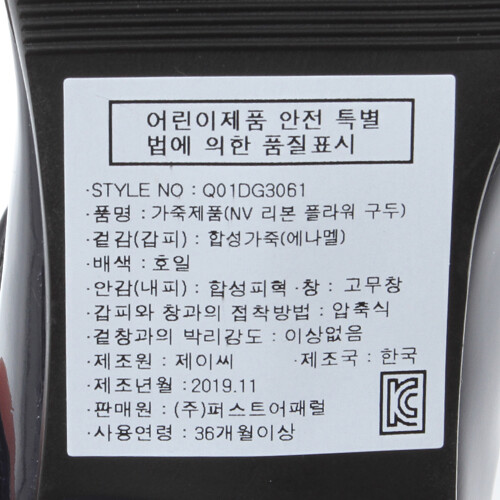 어린이제품 안전 특별
법에 의한 품질표시
·STYLE NO : Q01DG3061
·품명 : 가죽제품(NV 리본 플라워 구두)
·겉감(갑피) : 합성가죽(에나멜)
·배색 : 호일
·안감(내피) : 합성피혁 ·창 : 고무창
·갑피와 창과의 접착방법 : 압축식
·겉창과의 박리강도 : 이상없음
·제조원 : 제이씨 ·제조국 : 한국
·제조년월 : 2019.11
·판매원 : (주)퍼스트어패럴
·사용연령 : 36개월이상
KC